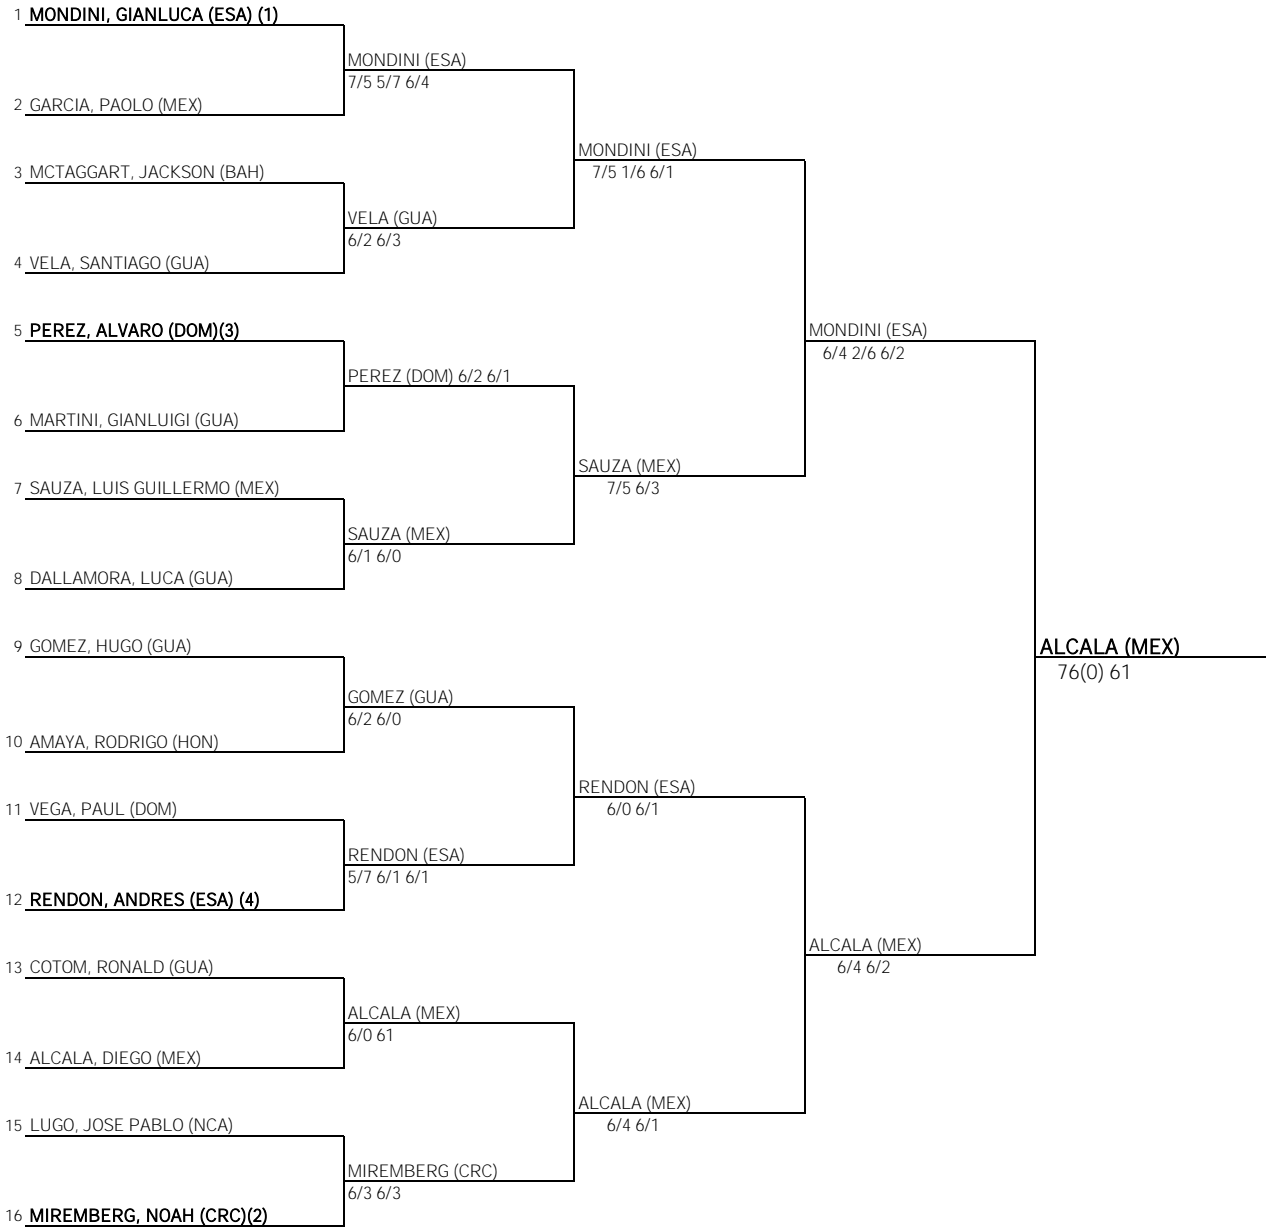 1 MONDINI, GIANLUCA (ESA) (1)
MONDINI (ESA)
7/5 5/7 6/4
2 GARCIA, PAOLO (MEX)
MONDINI (ESA)
7/5 1/6 6/1
3 MCTAGGART, JACKSON (BAH)
VELA (GUA)
6/2 6/3
4 VELA, SANTIAGO (GUA)
5 PEREZ, ALVARO (DOM)(3)
MONDINI (ESA)
6/4 2/6 6/2
PEREZ (DOM) 6/2 6/1
6 MARTINI, GIANLUIGI (GUA)
SAUZA (MEX)
7/5 6/3
7 SAUZA, LUIS GUILLERMO (MEX)
SAUZA (MEX)
6/1 6/0
8 DALLAMORA, LUCA (GUA)
9 GOMEZ, HUGO (GUA)
ALCALA (MEX)
76(0) 61
GOMEZ (GUA)
6/2 6/0
10 AMAYA, RODRIGO (HON)
RENDON (ESA)
6/0 6/1
11 VEGA, PAUL (DOM)
RENDON (ESA)
5/7 6/1 6/1
12 RENDON, ANDRES (ESA) (4)
ALCALA (MEX)
6/4 6/2
13 COTOM, RONALD (GUA)
ALCALA (MEX)
6/0 61
14 ALCALA, DIEGO (MEX)
ALCALA (MEX)
6/4 6/1
15 LUGO, JOSE PABLO (NCA)
MIREMBERG (CRC)
6/3 6/3
16 MIREMBERG, NOAH (CRC)(2)